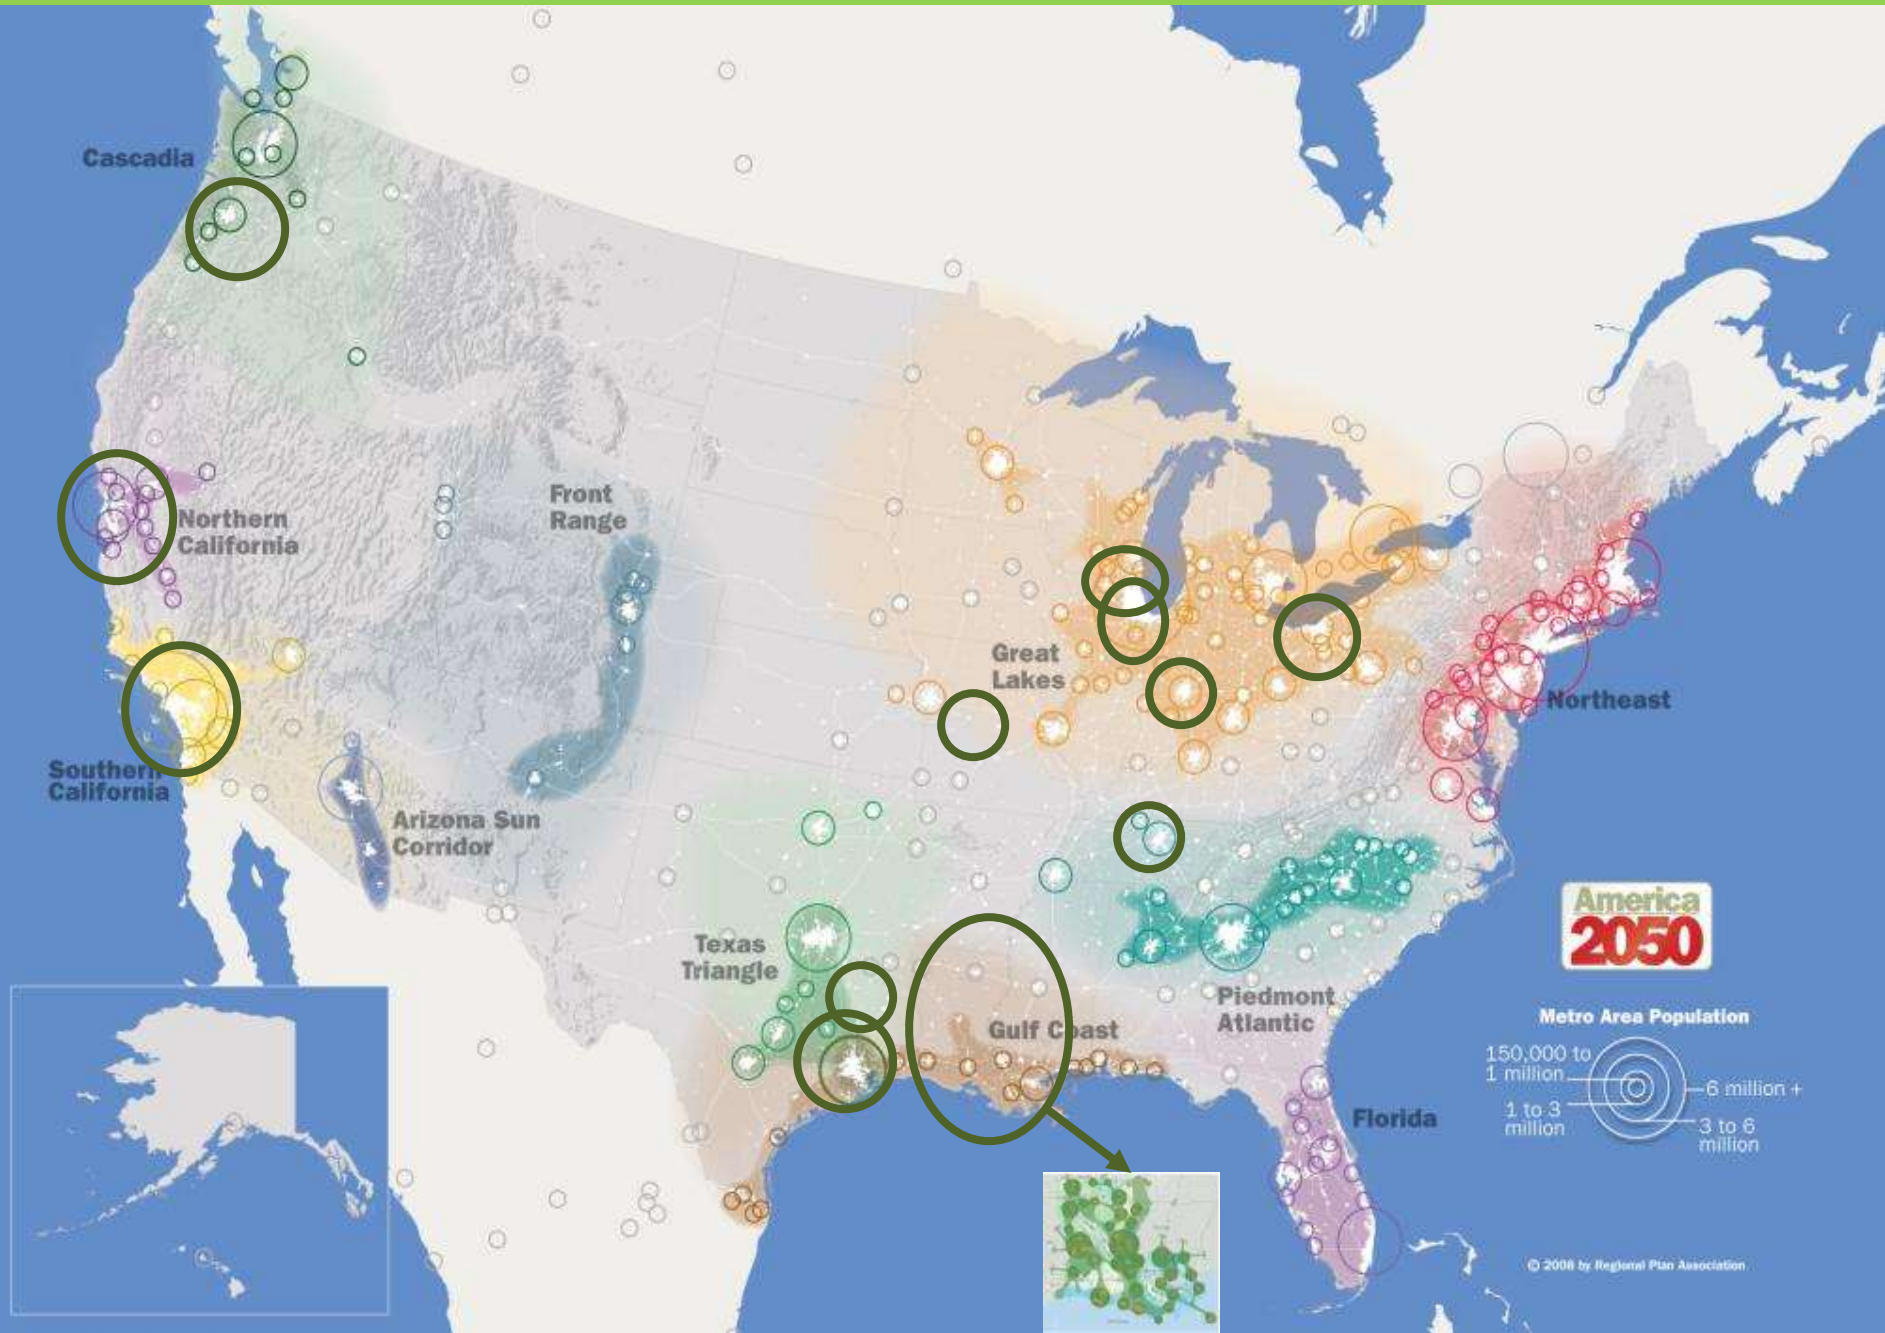 Cascadia
Northern
California
Front
Range
Southern
California
Arizona Sun
Corridor
Great
Lakes
Northeast
Texas
Triangle
Gulf Coast
Piedmont
Atlantic
Florida
America
2050
Metro Area Population
150,000 to
1 million
6 million +
1 to 3
million
3 to 6
million
© 2008 by Regional Plan Association